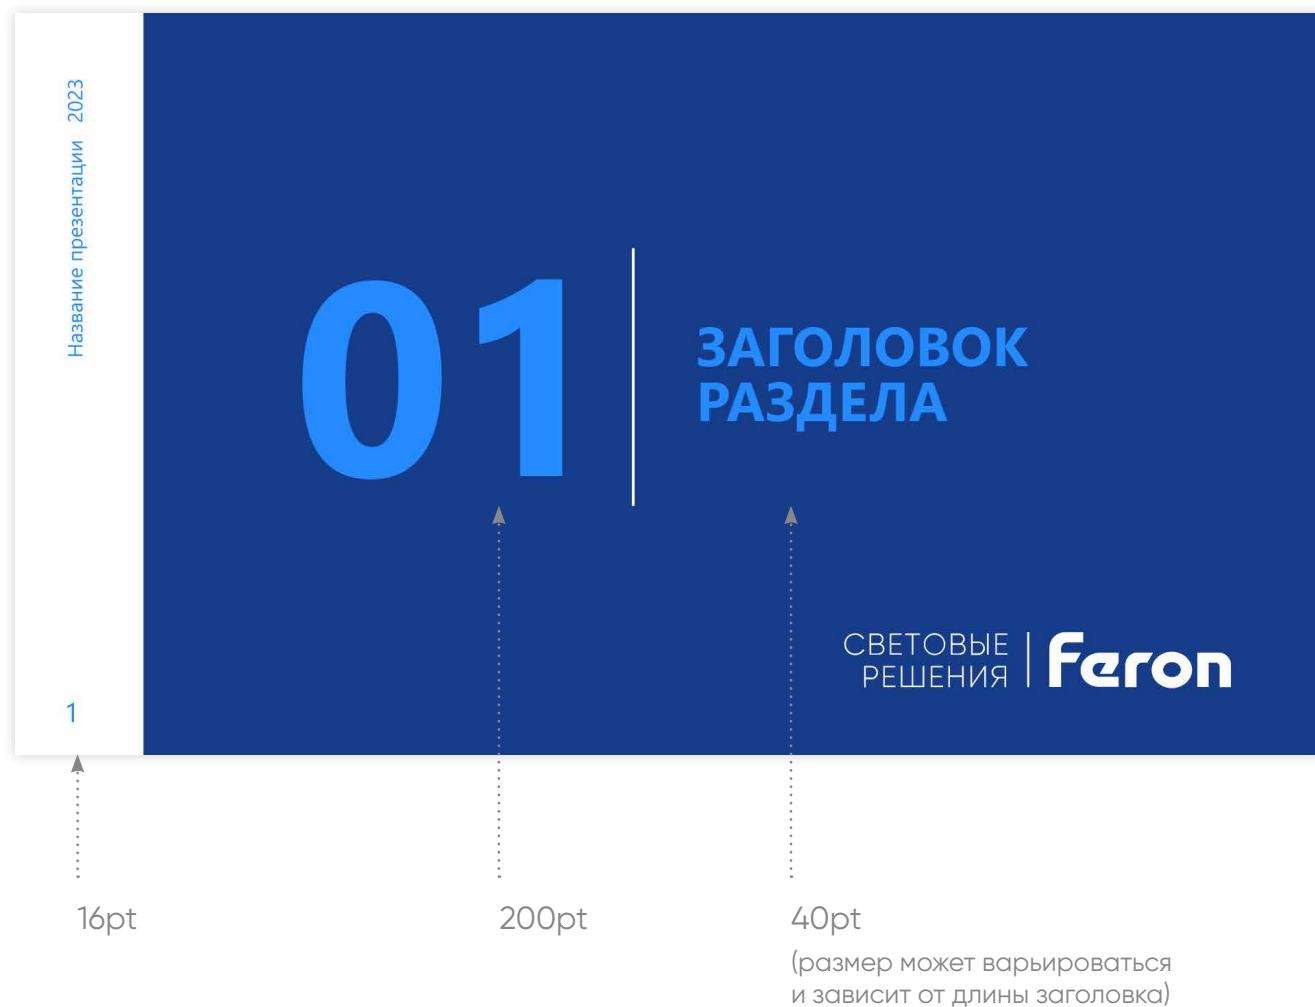 Название презентации 2023
01
ЗАГОЛОВОК
РАЗДЕЛА
СВЕТОВЫЕ
РЕШЕНИЯ
Feron
1
16pt
200pt
40pt
(размер может варьироваться
и зависит от длины заголовка)